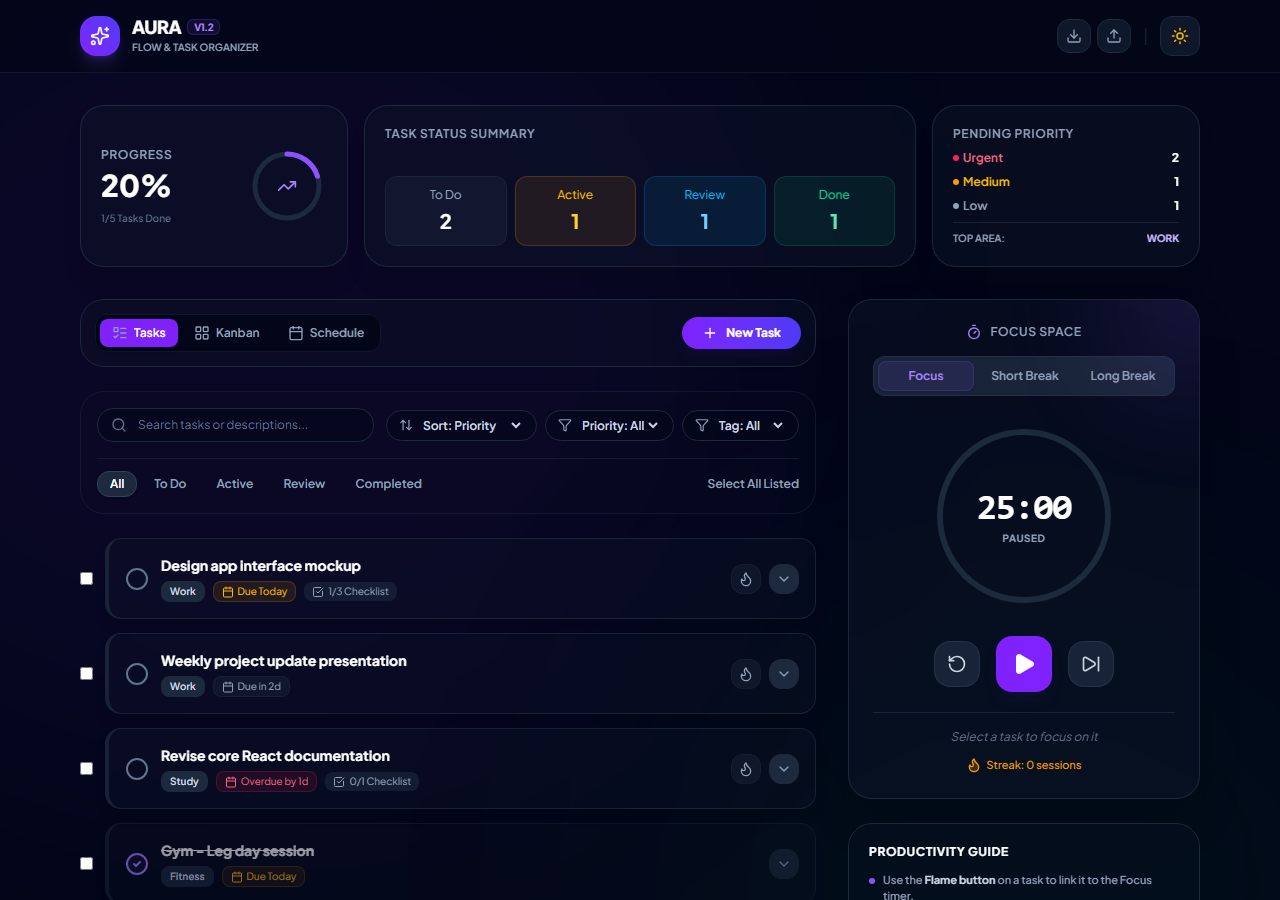 AURA V1.2
FLOW & TASK ORGANIZER
PROGRESS
20%
1/5 Tasks Done
TASK STATUS SUMMARY
To Do
2
Active
1
Review
1
Done
1
PENDING PRIORITY
Urgent 2
Medium 1
Low 1
TOP AREA: WORK
Tasks Kanban Schedule New Task
Search tasks or descriptions... Sort: Priority Priority: All Tag: All
All To Do Active Review Completed Select All Listed
Design app interface mockup
Work Due Today 1/3 Checklist
Weekly project update presentation
Work Due in 2d
Revise core React documentation
Study Overdue by 1d 0/1 Checklist
Gym - Leg day session
Fitness Due Today
FOCUS SPACE
Focus Short Break Long Break
25:00
PAUSED
Select a task to focus on it
Streak: 0 sessions
PRODUCTIVITY GUIDE
Use the Flame button on a task to link it to the Focus
timer.